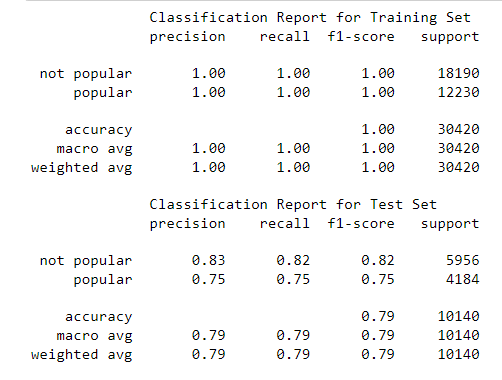 Classification Report for Training Set
precision recall f1-score support
not popular 1.00 1.00 1.00 18190
popular 1.00 1.00 1.00 12230
accuracy 1.00 30420
macro avg 1.00 1.00 1.00 30420
weighted avg 1.00 1.00 1.00 30420
Classification Report for Test Set
precision recall f1-score support
not popular 0.83 0.82 0.82 5956
popular 0.75 0.75 0.75 4184
accuracy 0.79 10140
macro avg 0.79 0.79 0.79 10140
weighted avg 0.79 0.79 0.79 10140